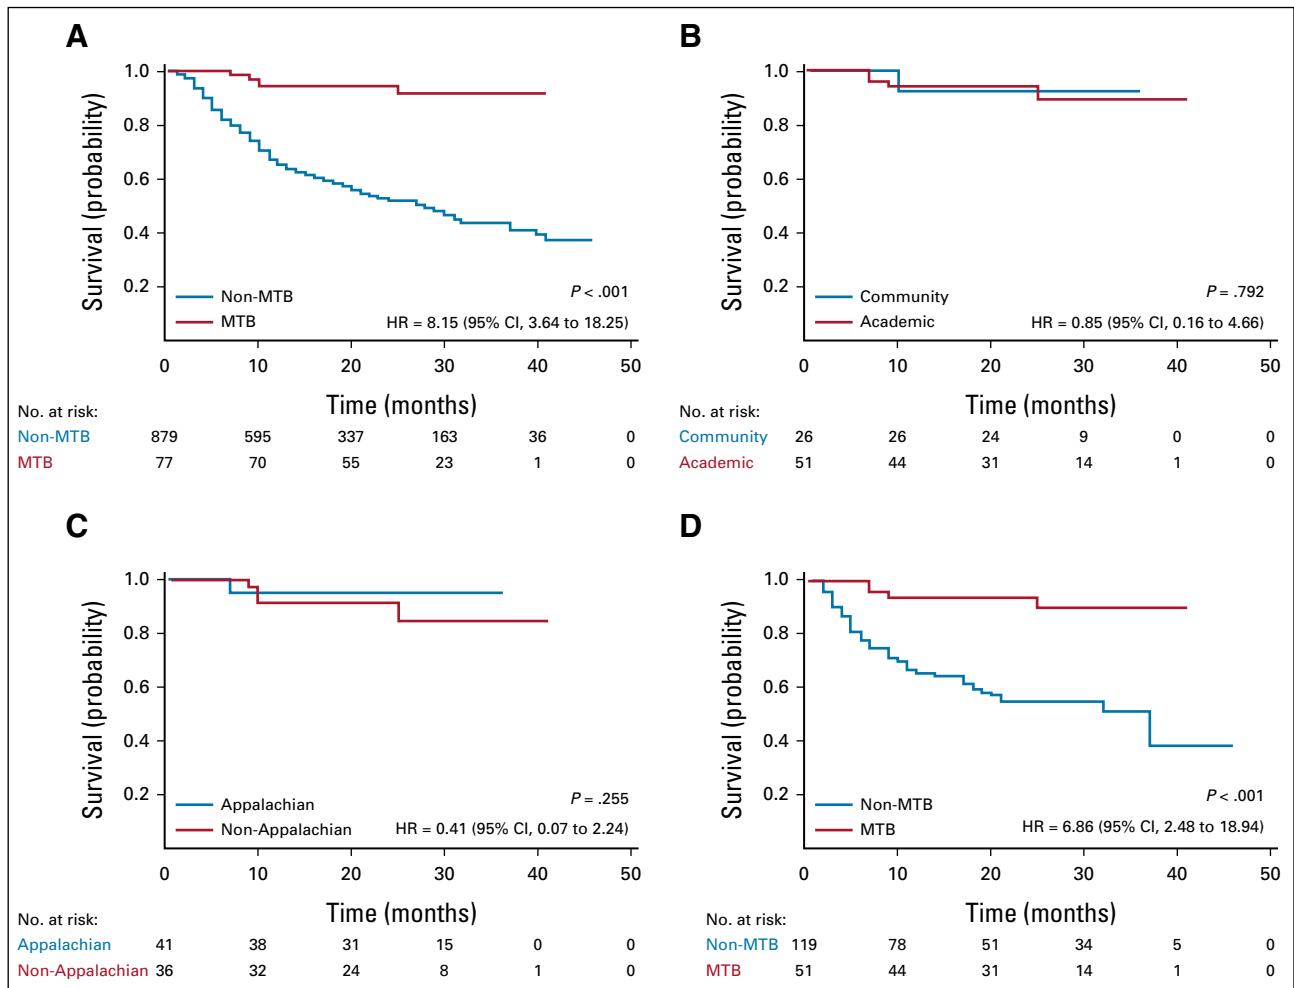 A
1.0
0.8
0.6
0.4
0.2
Survival (probability)
Non-MTB
MTB
P < .001
HR = 8.15 (95% CI, 3.64 to 18.25)
0 10 20 30 40 50
Time (months)
No. at risk:
Non-MTB 879 595 337 163 36 0
MTB 77 70 55 23 1 0
B
1.0
0.8
0.6
0.4
0.2
Survival (probability)
Community
Academic
P = .792
HR = 0.85 (95% CI, 0.16 to 4.66)
0 10 20 30 40 50
Time (months)
No. at risk:
Community 26 26 24 9 0 0
Academic 51 44 31 14 1 0
C
1.0
0.8
0.6
0.4
0.2
Survival (probability)
Appalachian
Non-Appalachian
P = .255
HR = 0.41 (95% CI, 0.07 to 2.24)
0 10 20 30 40 50
Time (months)
No. at risk:
Appalachian 41 38 31 15 0 0
Non-Appalachian 36 32 24 8 1 0
D
1.0
0.8
0.6
0.4
0.2
Survival (probability)
Non-MTB
MTB
P < .001
HR = 6.86 (95% CI, 2.48 to 18.94)
0 10 20 30 40 50
Time (months)
No. at risk:
Non-MTB 119 78 51 34 5 0
MTB 51 44 31 14 1 0